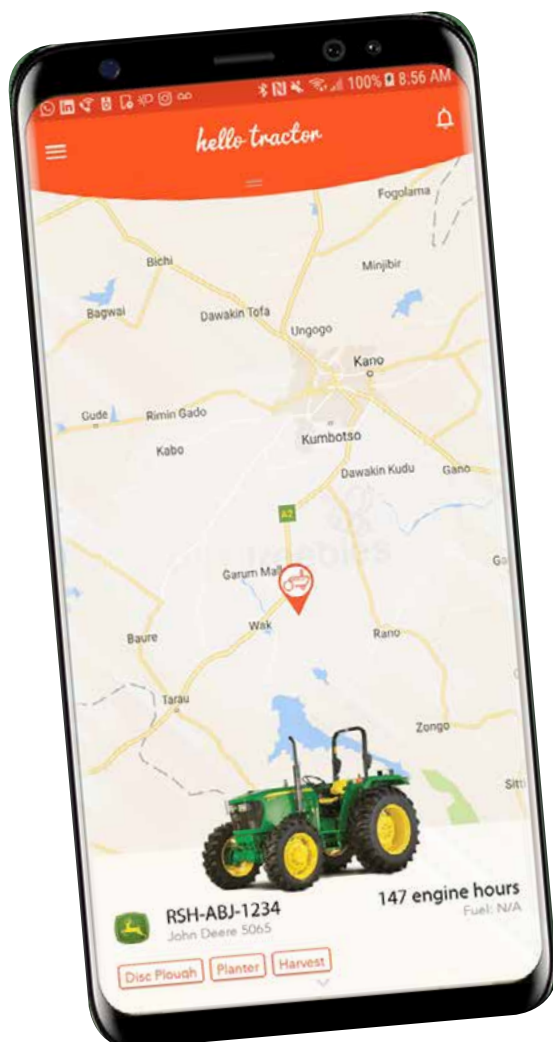 100% 8:56 AM
hello tractor
Fogolama
Bichi
Minjibir
Bagwai
Dawakin Tofa
Ungogo
Kano
Gude
Rimin Gado
Kumbotso
Kabo
Dawakin Kudu
Gano
A2
Garum Mall
Wak
Baure
Rano
Tarau
Zongo
Sitti
RSH-ABJ-1234
147 engine hours
John Deere 5065
Fuel: N/A
Disc Plough
Planter
Harvest